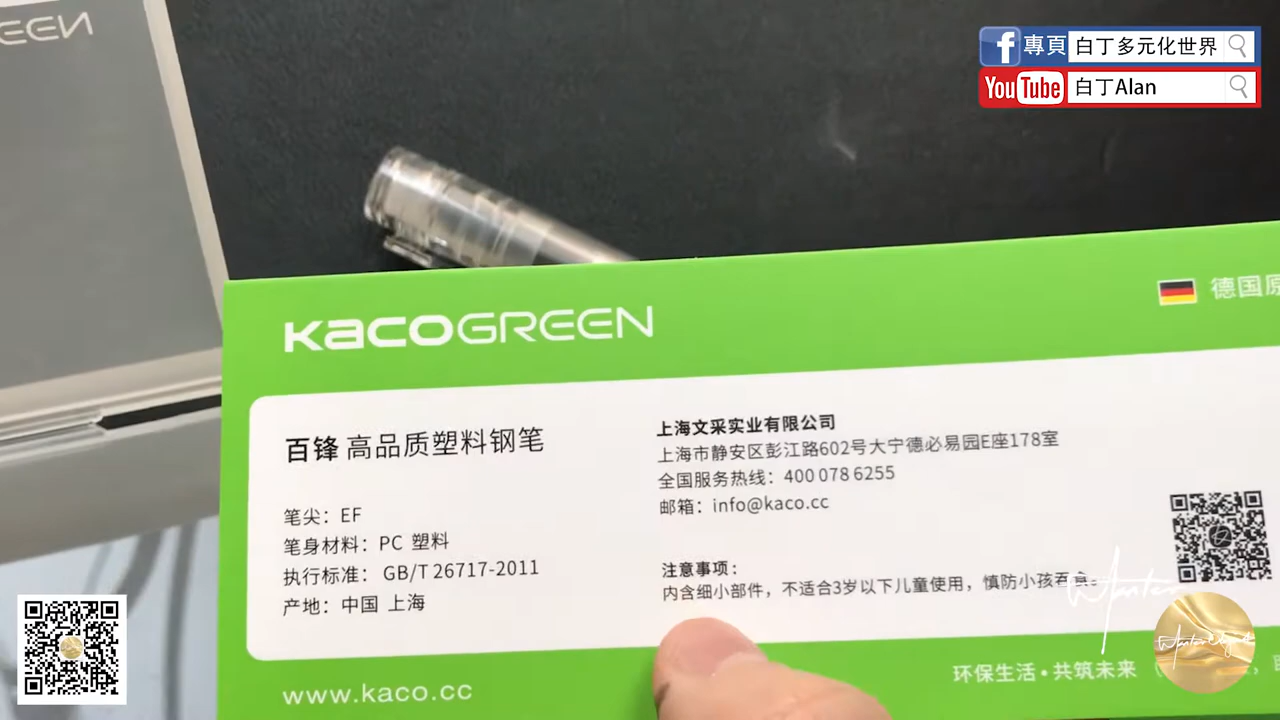 專頁 白丁多元化世界
YouTube 白丁Alan
REEN
KACOGREEN
德国原
百锋 高品质塑料钢笔
笔尖：EF
笔身材料：PC 塑料
执行标准：GB/T 26717-2011
产地：中国 上海
上海文采实业有限公司
上海市静安区彭江路602号大宁德必易园E座178室
全国服务热线：400 078 6255
邮箱：info@kaco.cc
注意事项：
内含细小部件，不适合3岁以下儿童使用，慎防小孩吞食。
www.kaco.cc
环保生活·共筑未来